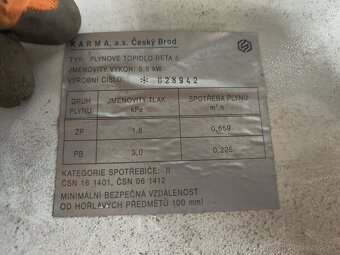 KARMA, a.s. Český Brod
TYP: PLYNOVÉ TOPIDLO BETA 5
JMENOVITÝ VÝKON: 5,5 kW
VÝROBNÍ ČÍSLO: * 028942
DRUH PLYNU JMENOVITÝ TLAK kPa SPOTŘEBA PLYNU m³.h⁻¹
ZP 1,8 0,659
PB 3,0 0,225
KATEGORIE SPOTŘEBIČE: II
ČSN 16 1401, ČSN 06 1412
MINIMÁLNÍ BEZPEČNÁ VZDÁLENOST
OD HOŘLAVÝCH PŘEDMĚTŮ 100 mm!